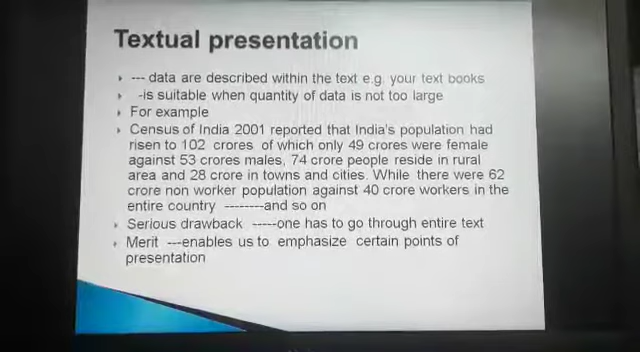 Textual presentation
--- data are described within the text e.g. your text books
-is suitable when quantity of data is not too large
For example
Census of India 2001 reported that India's population had
risen to 102 crores of which only 49 crores were female
against 53 crores males, 74 crore people reside in rural
area and 28 crore in towns and cities. While there were 62
crore non worker population against 40 crore workers in the
entire country --------and so on
Serious drawback -----one has to go through entire text
Merit ---enables us to emphasize certain points of
presentation